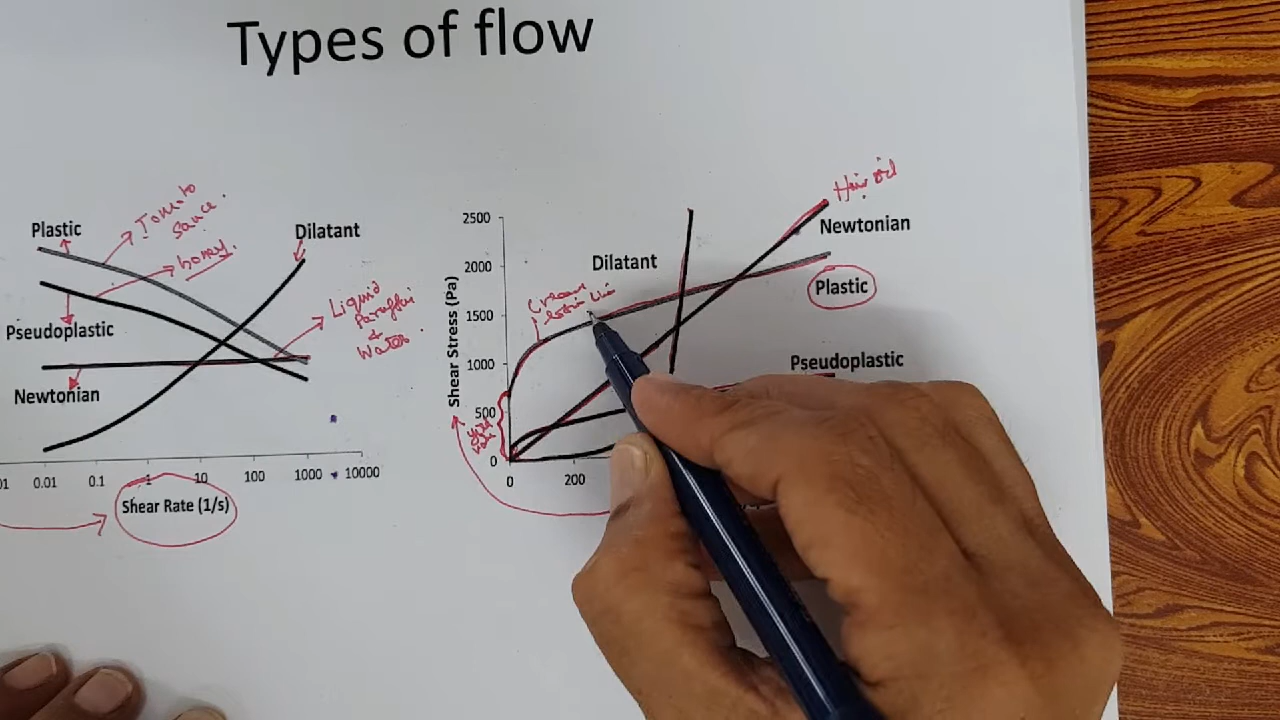 Types of flow
Plastic
Tomato
sauce.
honey.
Dilatant
Pseudoplastic
Liquid
Paraffin
&
Water
Newtonian
01
0.01
0.1
1
10
100
1000
10000
Shear Rate (1/s)
Hair oil
2500
Newtonian
2000
Dilatant
Plastic
Cream
1500
Shear Stress (Pa)
1000
Pseudoplastic
500
0
0
200